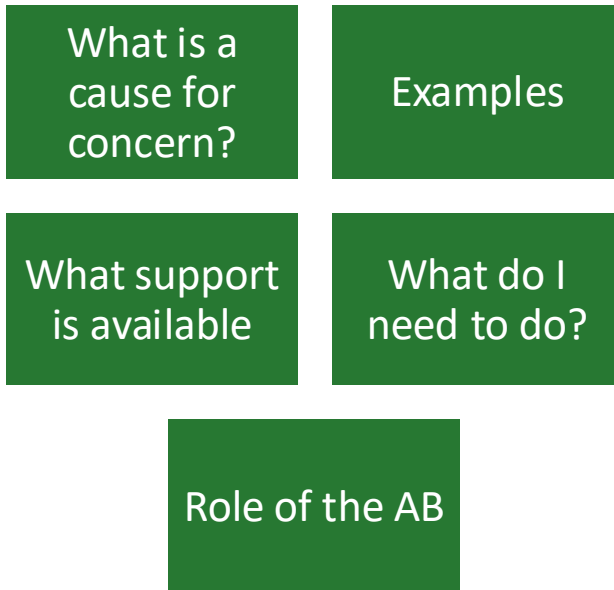 What is a
cause for
concern?
Examples
What support
is available
What do I
need to do?
Role of the AB